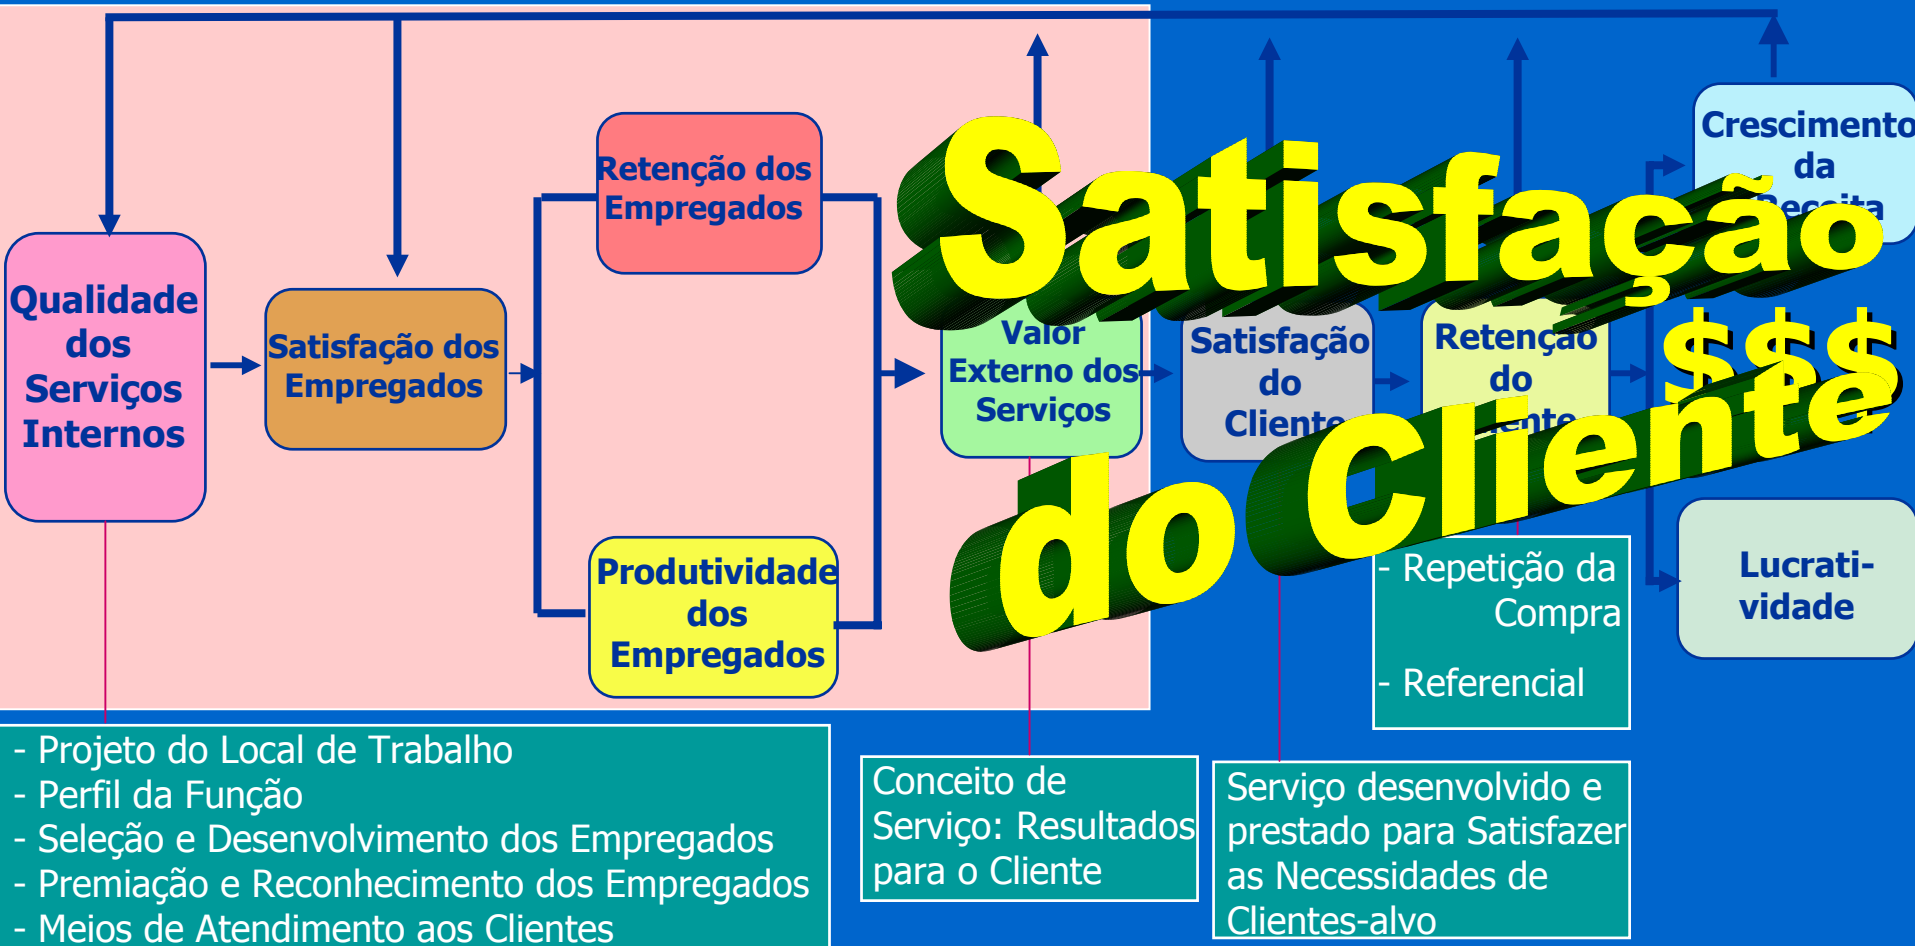 Qualidade
dos
Serviços
Internos
Satisfação dos
Empregados
Retenção dos
Empregados
Produtividade
dos
Empregados
Valor
Externo dos
Serviços
Satisfação
do
Cliente
Retenção
do
Cliente
Crescimento
da
Receita
Lucrati-
vidade
Satisfação
$$$
do Cliente
- Projeto do Local de Trabalho
- Perfil da Função
- Seleção e Desenvolvimento dos Empregados
- Premiação e Reconhecimento dos Empregados
- Meios de Atendimento aos Clientes
Conceito de
Serviço: Resultados
para o Cliente
Serviço desenvolvido e
prestado para Satisfazer
as Necessidades de
Clientes-alvo
- Repetição da
Compra
- Referencial